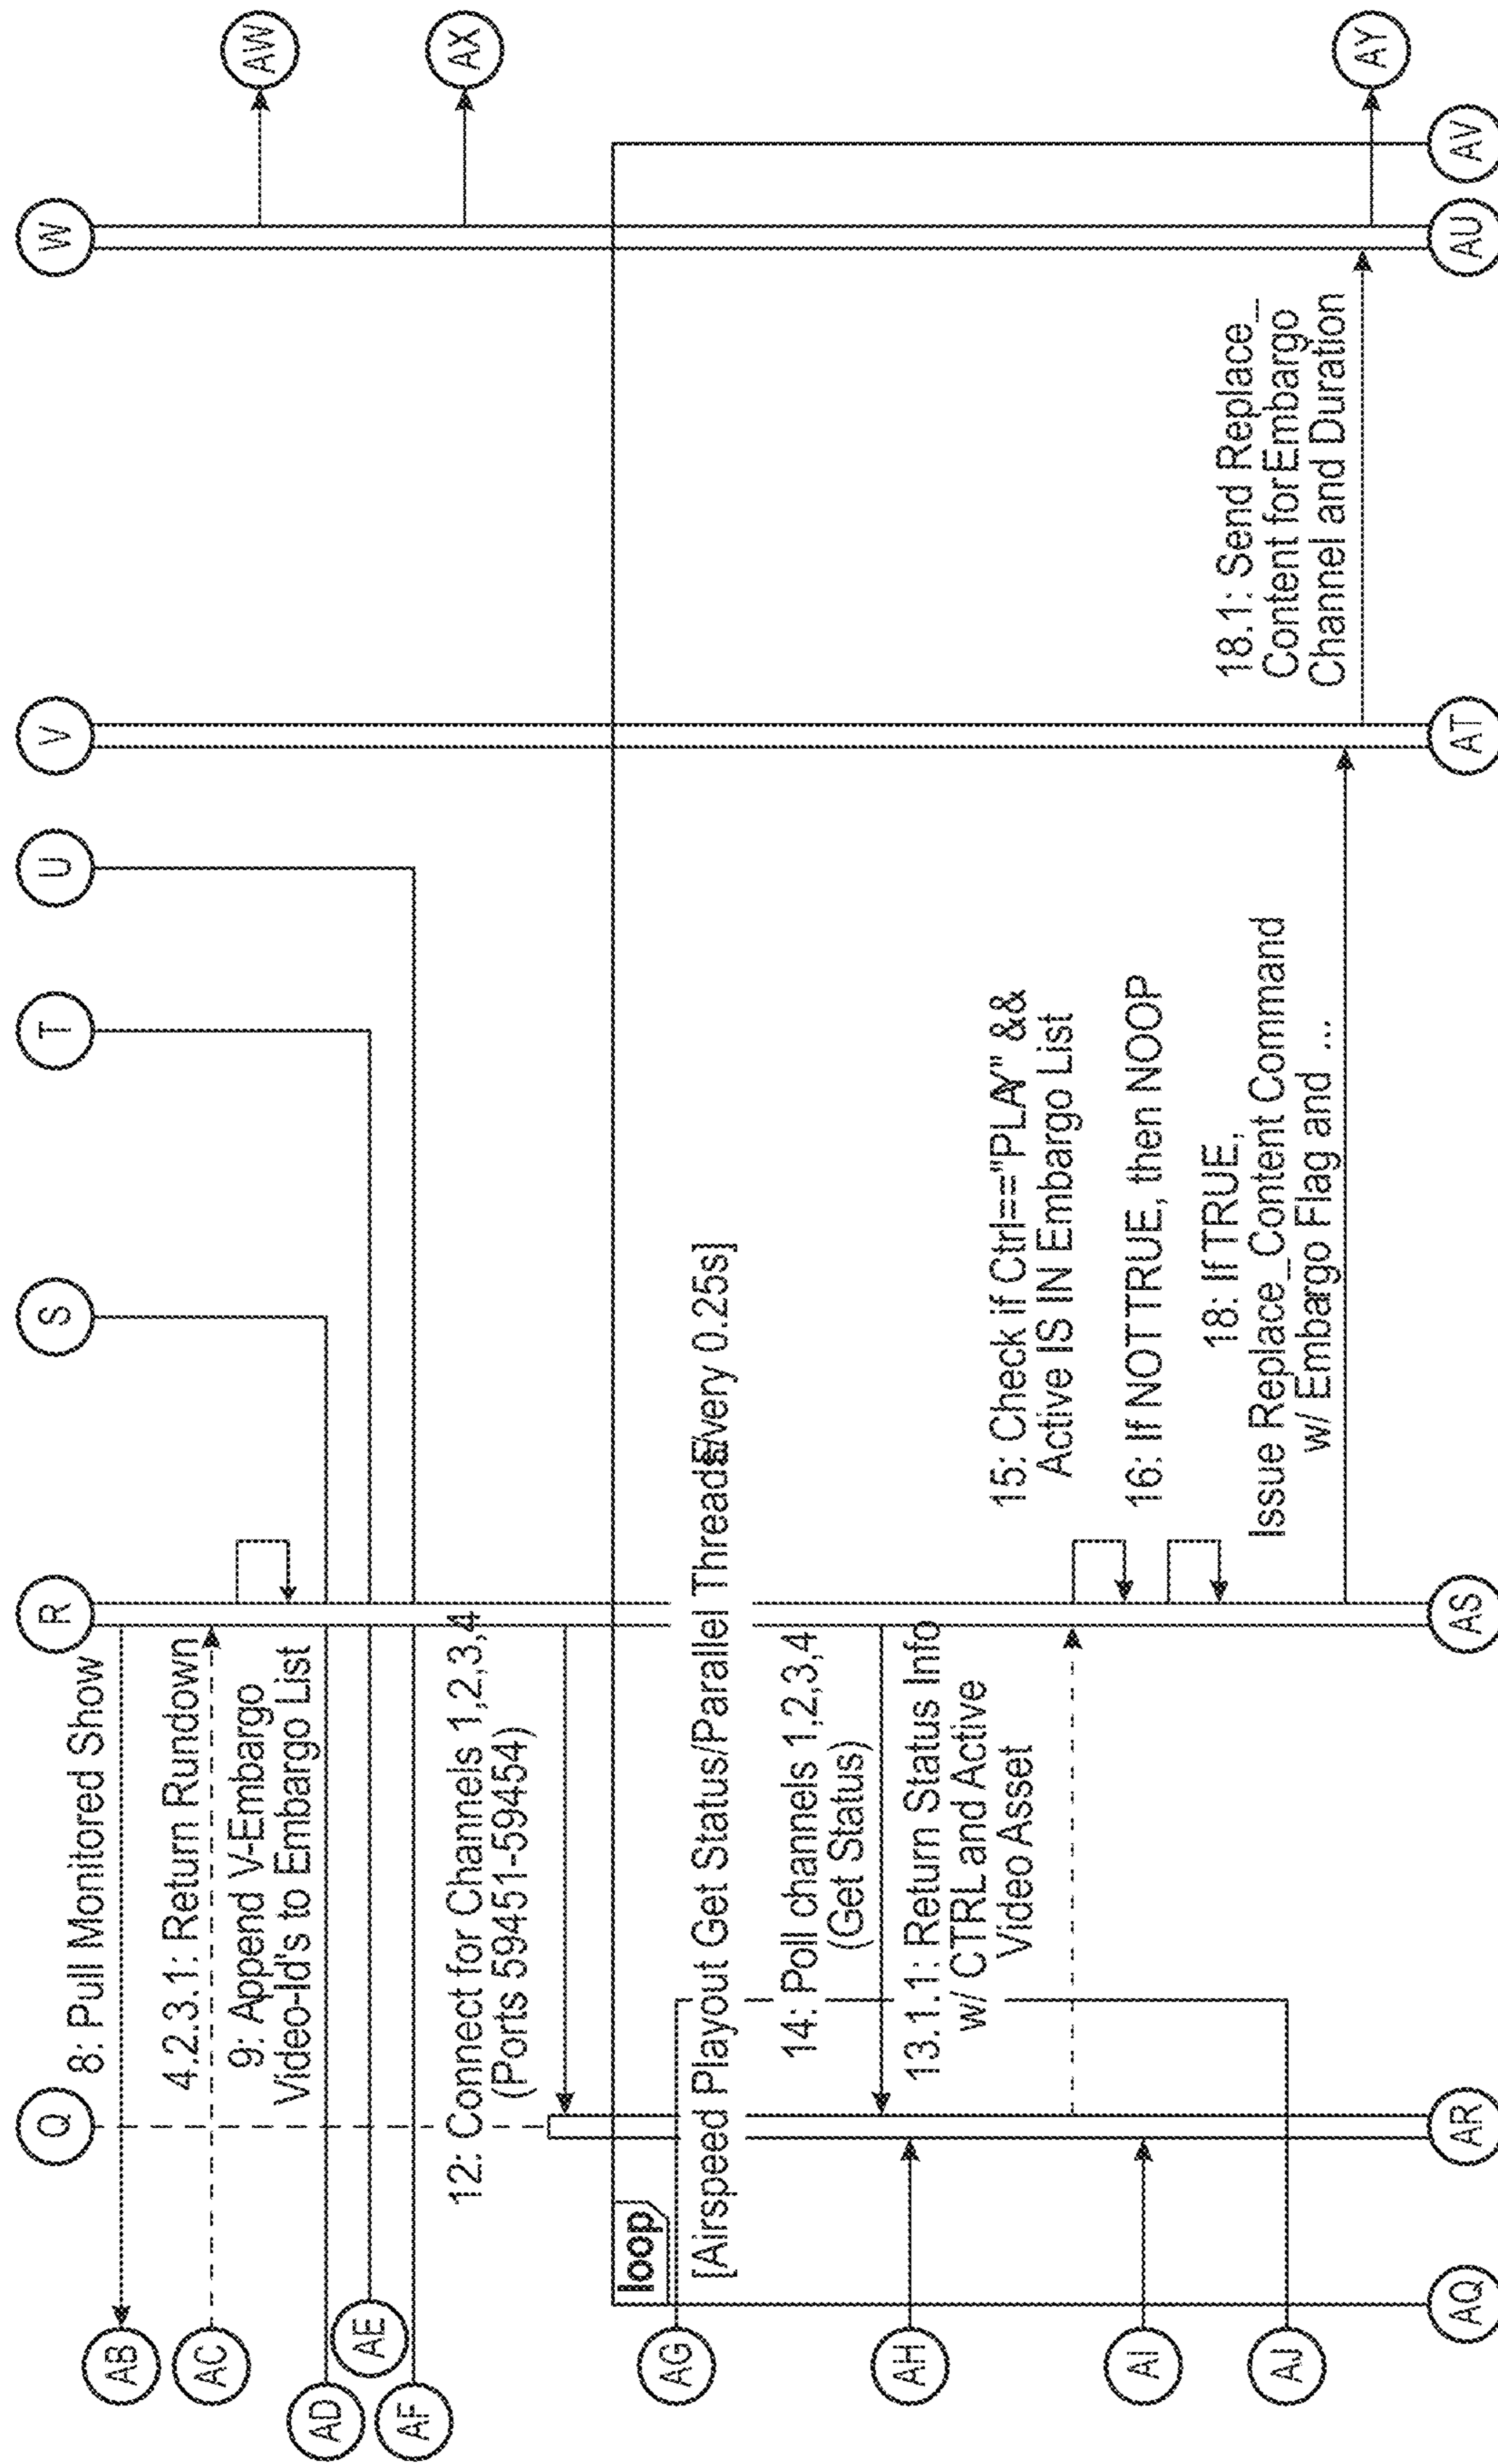 Q
R
S
T
U
V
W
8: Pull Monitored Show
AB
4.2.3.1: Return Rundown
AC
9: Append V-Embargo
Video-Id's to Embargo List
AD
AE
AF
AW
AX
12: Connect for Channels 1,2,3,4
(Ports 59451-59454)
loop
[Airspeed Playout Get Status/Parallel Threads/Every 0.25s]
AG
14: Poll channels 1,2,3,4
(Get Status)
AH
13.1.1: Return Status Info
w/ CTRL and Active
Video Asset
15: Check if Ctrl=="PLAY" &&
Active IS IN Embargo List
16: If NOT TRUE, then NOOP
AI
18: If TRUE,
Issue Replace_Content Command
w/ Embargo Flag and ...
AJ
18.1: Send Replace_
Content for Embargo
Channel and Duration
AY
AQ
AR
AS
AT
AU
AV